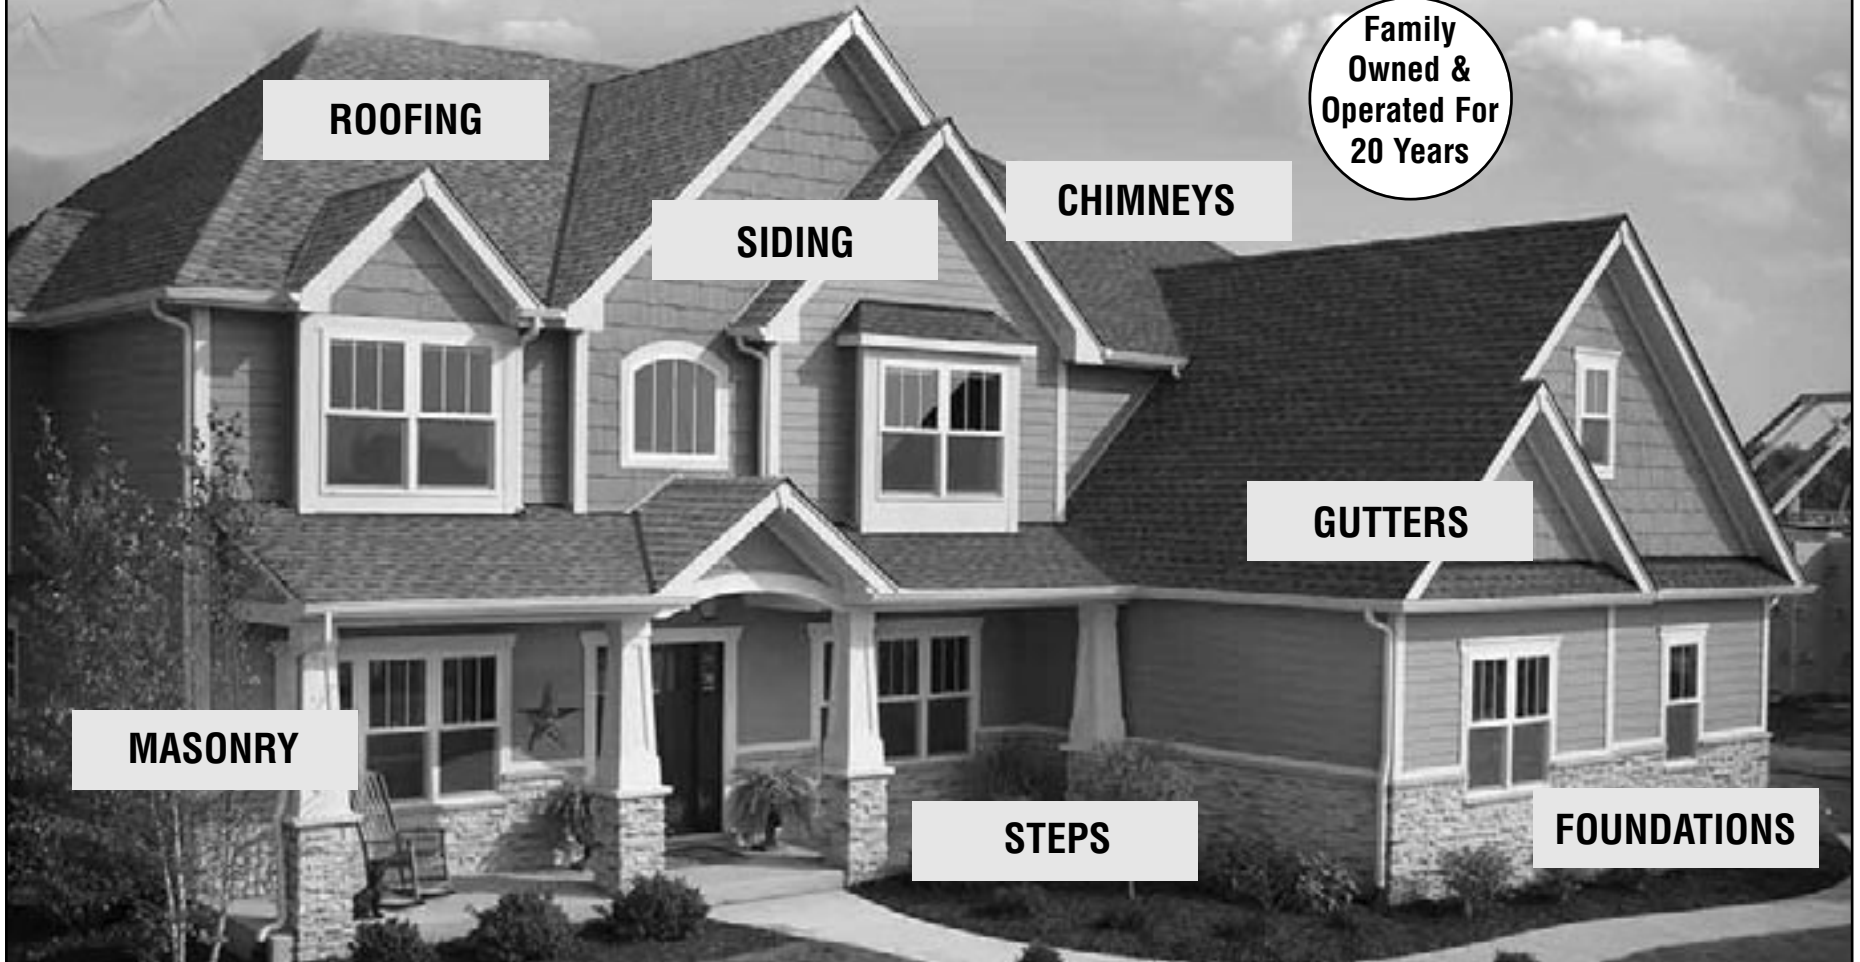 Family
Owned &
Operated For
20 Years
ROOFING
CHIMNEYS
SIDING
GUTTERS
MASONRY
STEPS
FOUNDATIONS